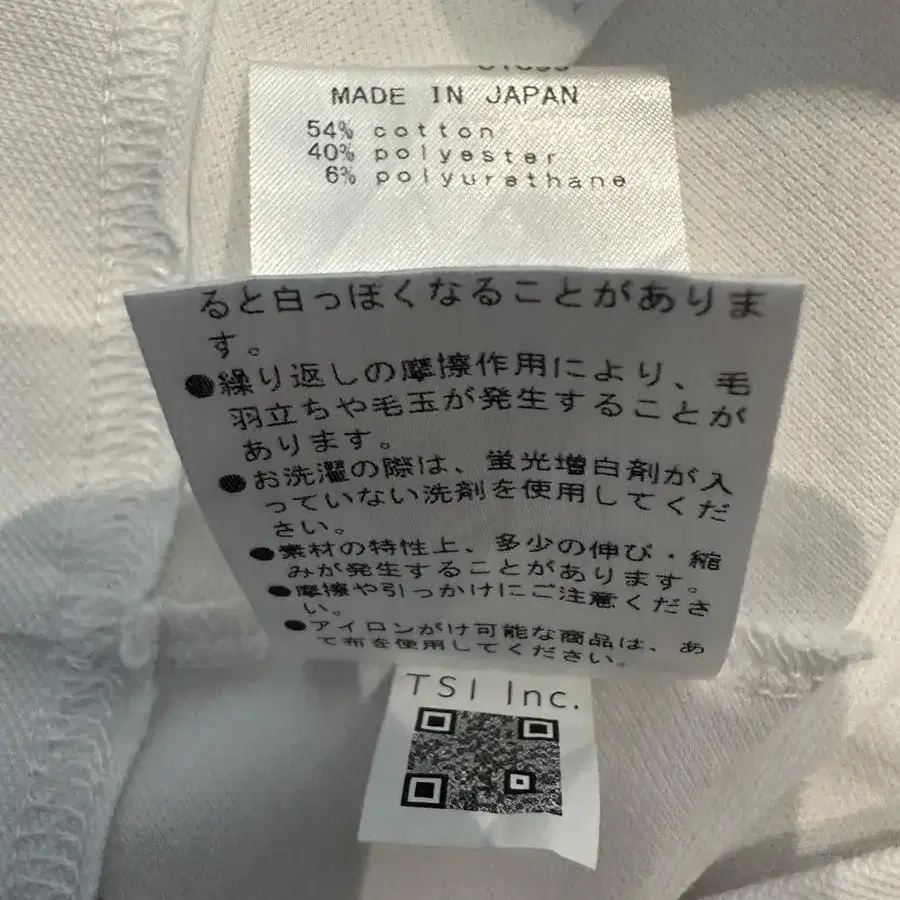 MADE IN JAPAN
54% cotton
40% polyester
6% polyurethane
ると白っぽくなることがありま
す。
●繰り返しの摩擦作用により、毛
羽立ちや毛玉が発生することが
あります。
●お洗濯の際は、蛍光増白剤が入
っていない洗剤を使用してくだ
さい。
●素材の特性上、多少の伸び・縮
みが発生することがあります。
●摩擦や引っかけにご注意くださ
い。
●アイロンがけ可能な商品は、あ
て布を使用してください。
TSI Inc.